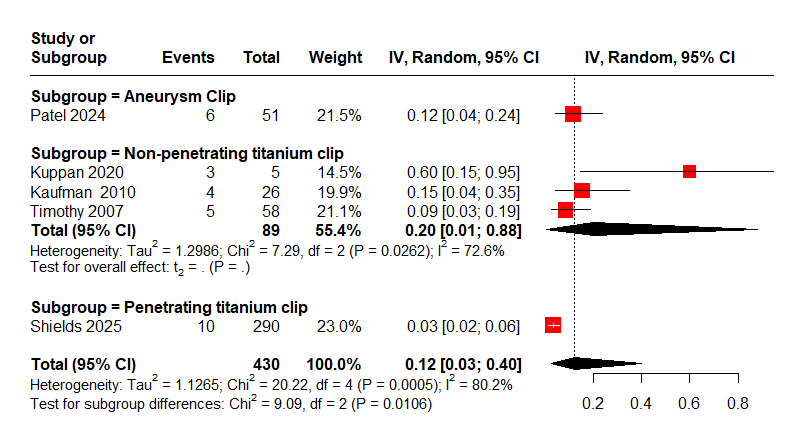 Study or
Subgroup Events Total Weight IV, Random, 95% CI IV, Random, 95% CI
Subgroup = Aneurysm Clip
Patel 2024 6 51 21.5% 0.12 [0.04; 0.24]
Subgroup = Non-penetrating titanium clip
Kuppan 2020 3 5 14.5% 0.60 [0.15; 0.95]
Kaufman 2010 4 26 19.9% 0.15 [0.04; 0.35]
Timothy 2007 5 58 21.1% 0.09 [0.03; 0.19]
Total (95% CI) 89 55.4% 0.20 [0.01; 0.88]
Heterogeneity: Tau² = 1.2986; Chi² = 7.29, df = 2 (P = 0.0262); I² = 72.6%
Test for overall effect: t₂ = . (P = .)
Subgroup = Penetrating titanium clip
Shields 2025 10 290 23.0% 0.03 [0.02; 0.06]
Total (95% CI) 430 100.0% 0.12 [0.03; 0.40]
Heterogeneity: Tau² = 1.1265; Chi² = 20.22, df = 4 (P = 0.0005); I² = 80.2%
Test for subgroup differences: Chi² = 9.09, df = 2 (P = 0.0106)
0.2 0.4 0.6 0.8